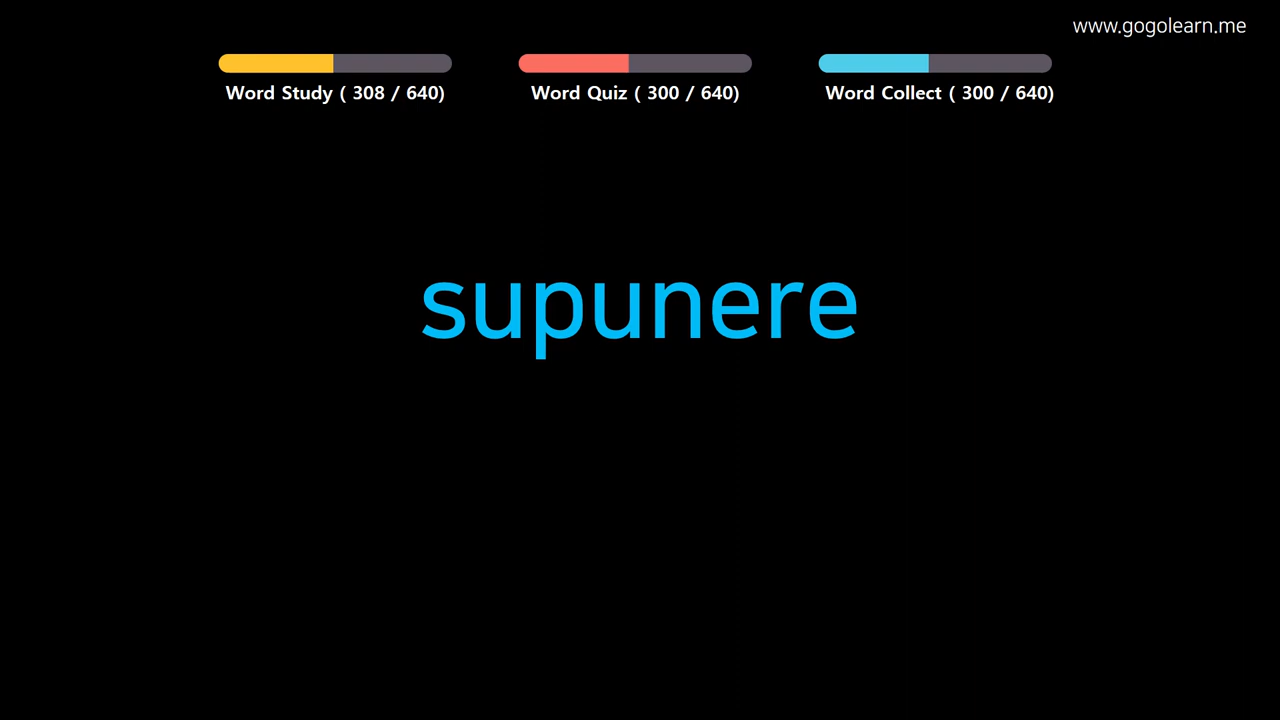 www.gogolearn.me
Word Study ( 308 / 640)
Word Quiz ( 300 / 640)
Word Collect ( 300 / 640)
supunere